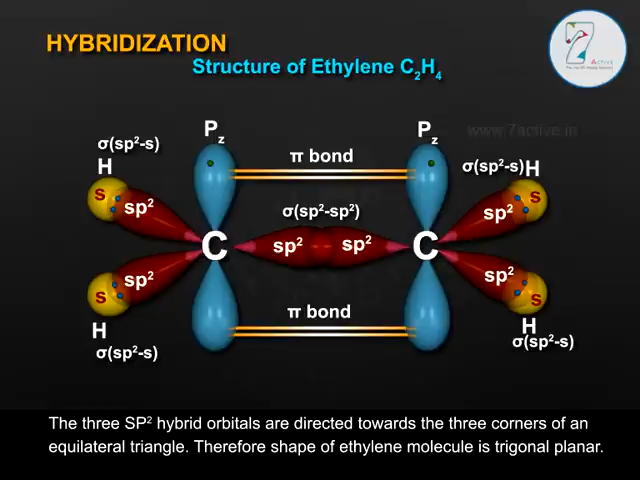 HYBRIDIZATION
Structure of Ethylene C₂H₄
7 Active
www.7active.in
P_z P_z
σ(sp²-s) π bond σ(sp²-s) H
H
s sp² σ(sp²-sp²) sp² s
C sp² sp² C
s sp² sp² s
H π bond H
σ(sp²-s) σ(sp²-s)
The three SP² hybrid orbitals are directed towards the three corners of an
equilateral triangle. Therefore shape of ethylene molecule is trigonal planar.